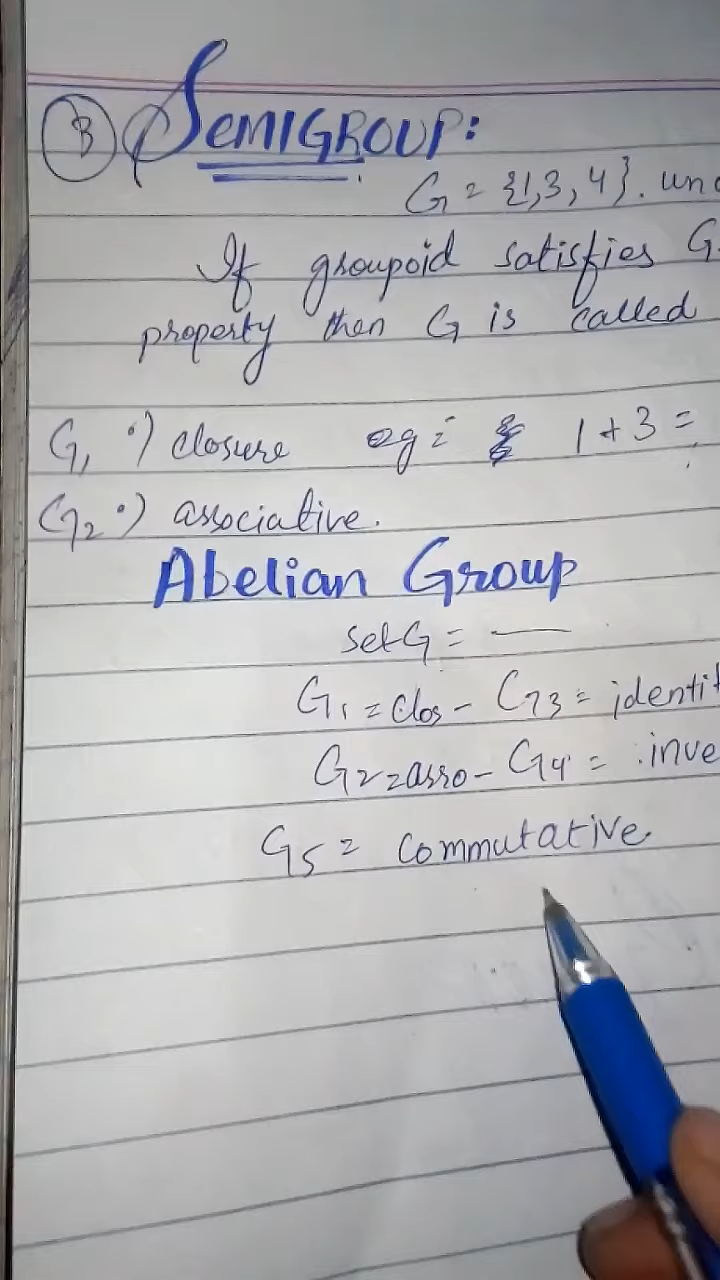 3 SEMIGROUP:
G = {1,3,4}. und
If groupoid satisfies G
property then G is called
G1 •) closure eg: 1+3=
G2 •) associative.
Abelian Group
set G = —
G1 = clos - G3 = identit
G2 = asso - G4 = inve
G5 = Commutative